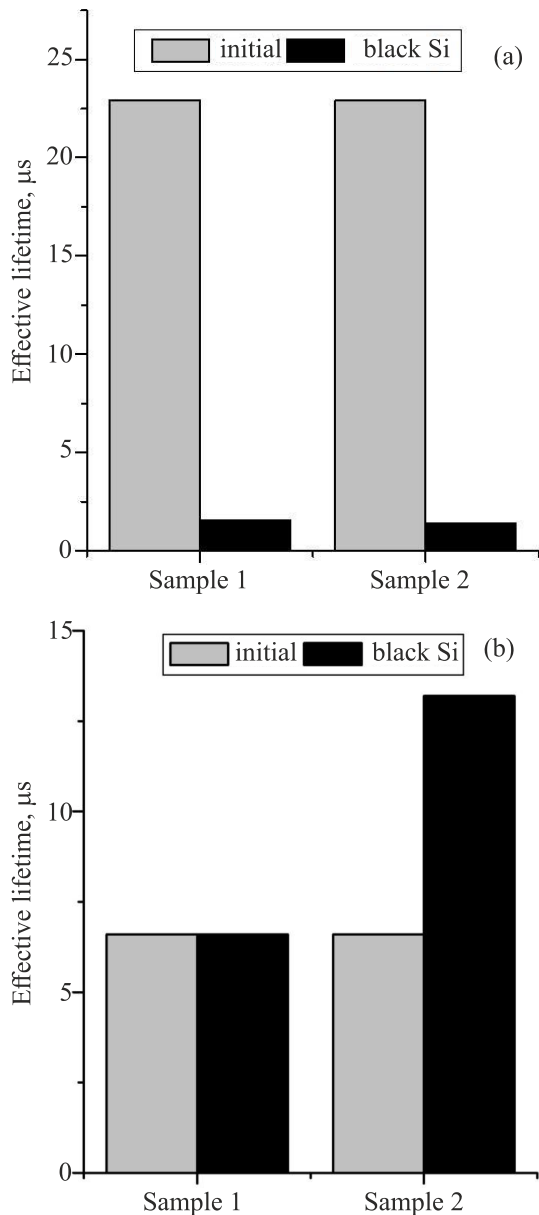 initial black Si (a)
25
20
15
10
5
0
Effective lifetime, μs
Sample 1 Sample 2
initial black Si (b)
15
10
5
0
Effective lifetime, μs
Sample 1 Sample 2